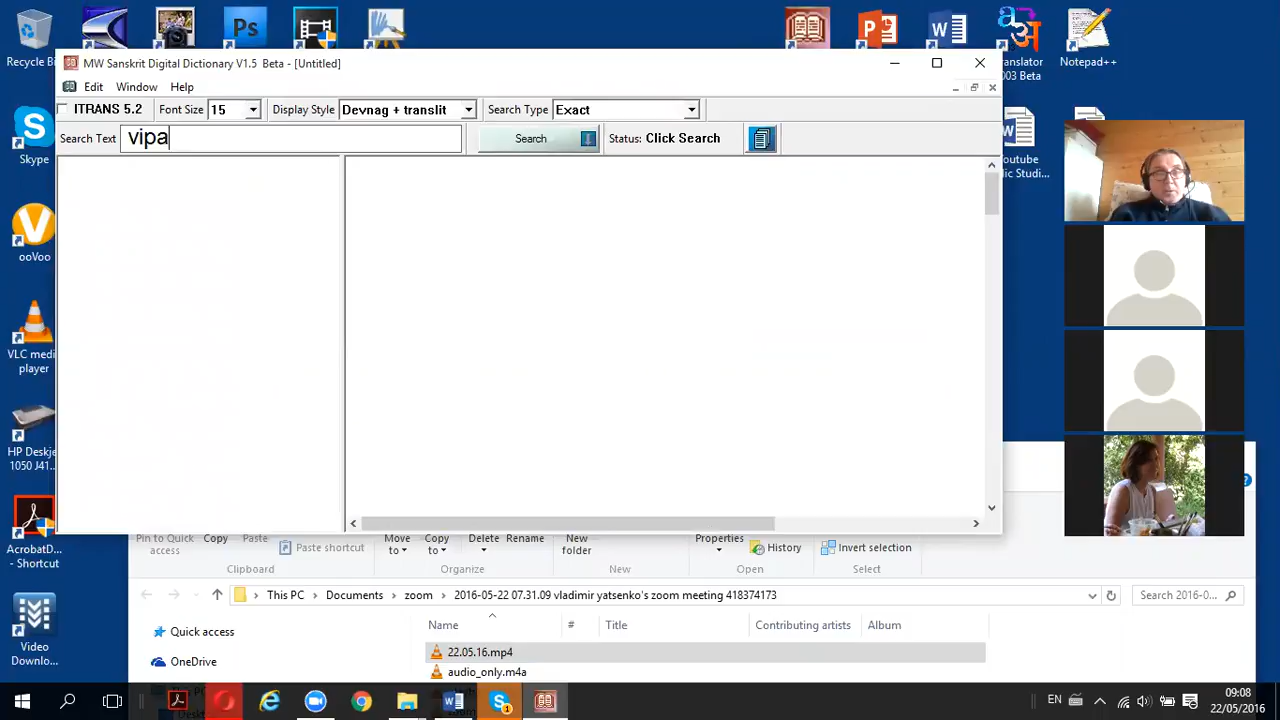 Recycle Bi
Ps
P
W
अ
Translator
003 Beta
Notepad++
MW Sanskrit Digital Dictionary V1.5 Beta - [Untitled]
Edit Window Help
ITRANS 5.2 Font Size 15 Display Style Devnag + translit Search Type Exact
Search Text vipa Search Status: Click Search
Skype
outube
ic Studi...
ooVoo
VLC medi
player
HP Deskje
1050 J41..
AcrobatD...
- Shortcut
Video
Downlo...
Pin to Quick
access
Copy Paste Paste shortcut
Move
to
Copy
to
Delete Rename New
folder
Properties History Invert selection
Clipboard Organize New Open Select
This PC > Documents > zoom > 2016-05-22 07.31.09 vladimir yatsenko's zoom meeting 418374173
Search 2016-0...
Name # Title Contributing artists Album
Quick access
22.05.16.mp4
OneDrive
audio_only.m4a
EN
09:08
22/05/2016